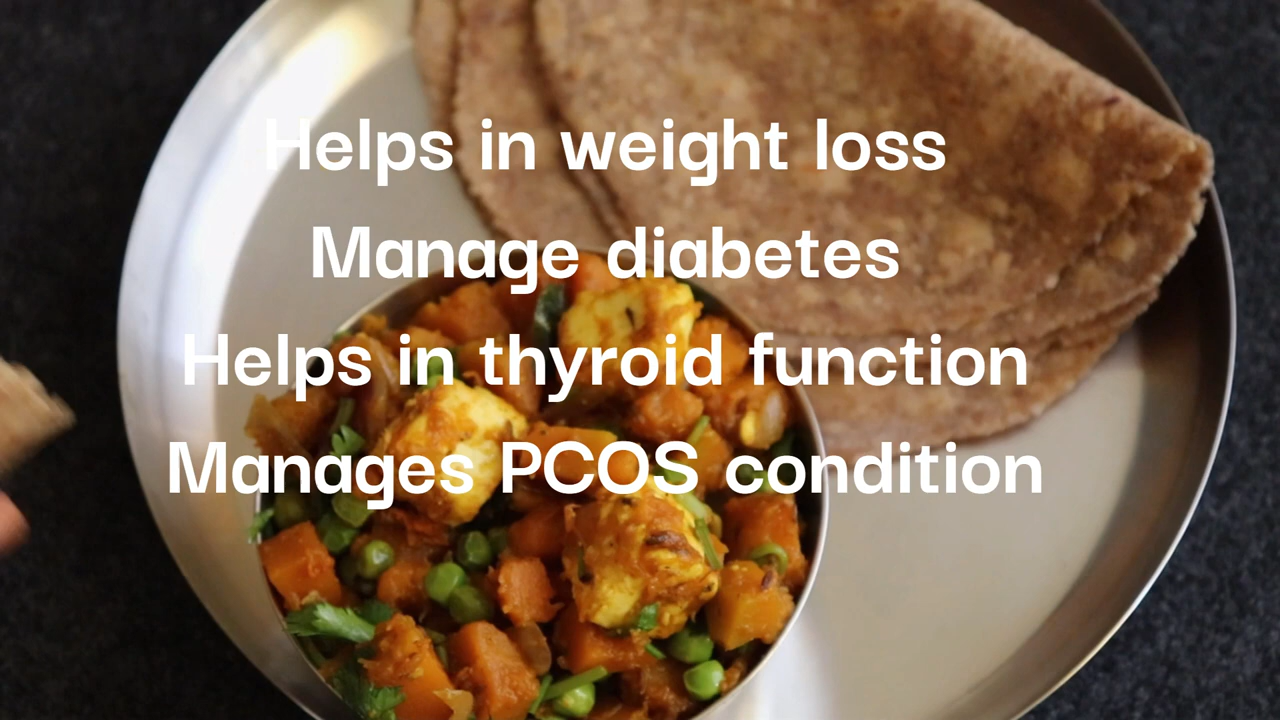 Helps in weight loss
Manage diabetes
Helps in thyroid function
Manages PCOS condition